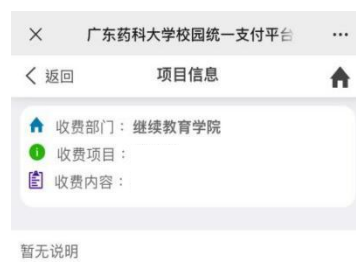 广东药科大学校园统一支付平台
返回 项目信息
收费部门：继续教育学院
收费项目：
收费内容：
暂无说明